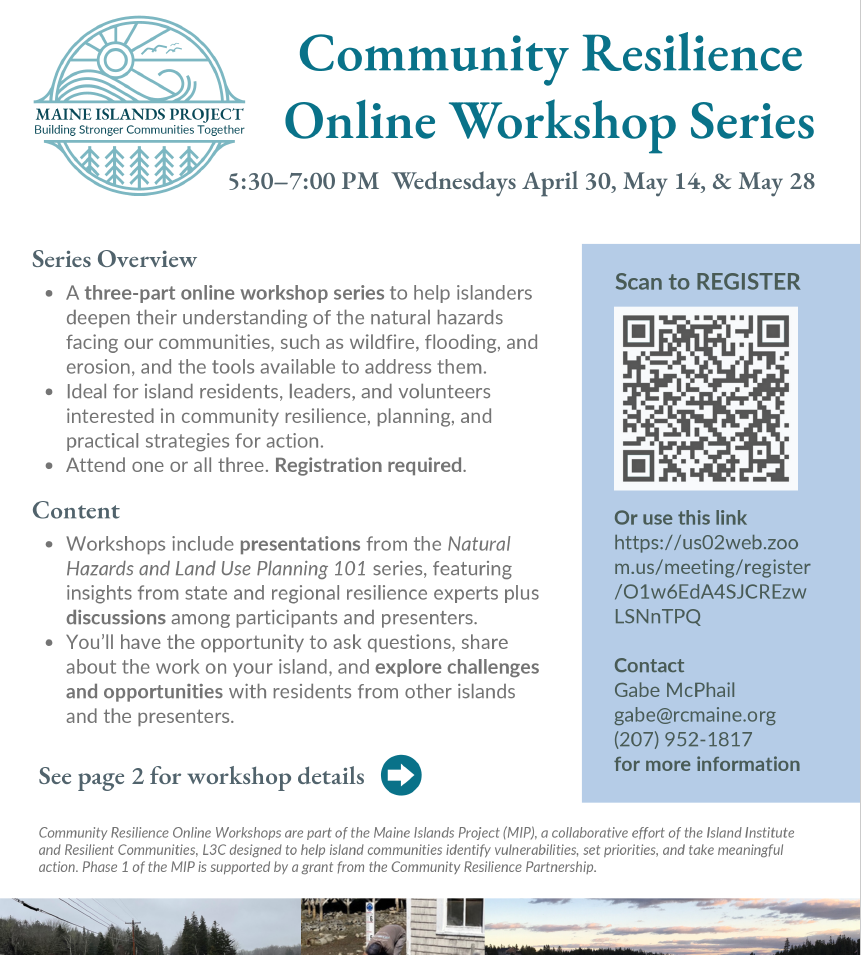 MAINE ISLANDS PROJECT
Building Stronger Communities Together
Community Resilience
Online Workshop Series
5:30–7:00 PM Wednesdays April 30, May 14, & May 28
Series Overview
• A three-part online workshop series to help islanders
deepen their understanding of the natural hazards
facing our communities, such as wildfire, flooding, and
erosion, and the tools available to address them.
• Ideal for island residents, leaders, and volunteers
interested in community resilience, planning, and
practical strategies for action.
• Attend one or all three. Registration required.
Content
• Workshops include presentations from the Natural
Hazards and Land Use Planning 101 series, featuring
insights from state and regional resilience experts plus
discussions among participants and presenters.
• You’ll have the opportunity to ask questions, share
about the work on your island, and explore challenges
and opportunities with residents from other islands
and the presenters.
See page 2 for workshop details
Scan to REGISTER
Or use this link
https://us02web.zoo
m.us/meeting/register
/O1w6EdA4SJCREzw
LSNnTPQ
Contact
Gabe McPhail
gabe@rcmaine.org
(207) 952-1817
for more information
Community Resilience Online Workshops are part of the Maine Islands Project (MIP), a collaborative effort of the Island Institute
and Resilient Communities, L3C designed to help island communities identify vulnerabilities, set priorities, and take meaningful
action. Phase 1 of the MIP is supported by a grant from the Community Resilience Partnership.